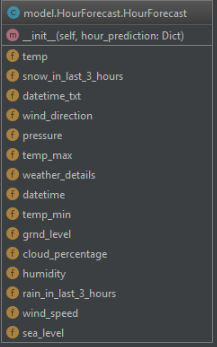 C model.HourForecast.HourForecast
m __init__(self, hour_prediction: Dict)
f temp
f snow_in_last_3_hours
f datetime_txt
f wind_direction
f pressure
f temp_max
f weather_details
f datetime
f temp_min
f grnd_level
f cloud_percentage
f humidity
f rain_in_last_3_hours
f wind_speed
f sea_level